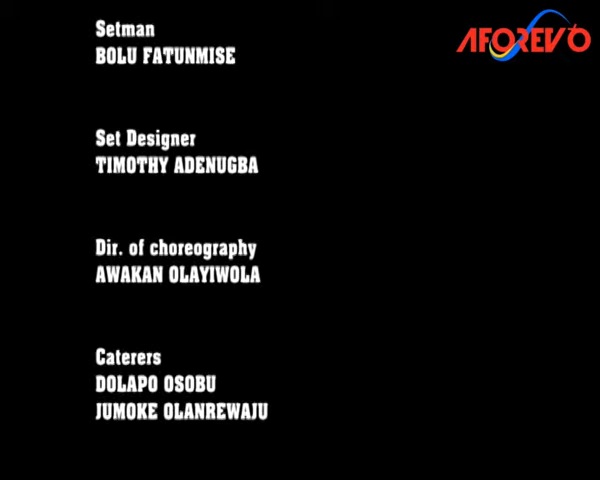 AFOREVO
Setman
BOLU FATUNMISE
Set Designer
TIMOTHY ADENUGBA
Dir. of choreography
AWAKAN OLAYIWOLA
Caterers
DOLAPO OSOBU
JUMOKE OLANREWAJU